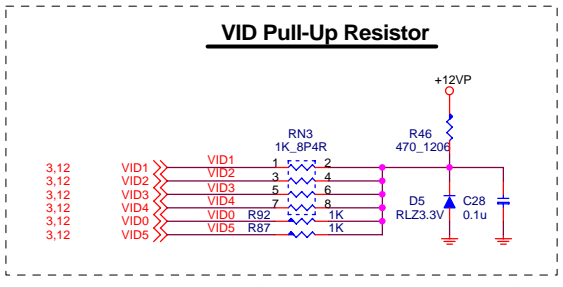 VID Pull-Up Resistor
+12VP
RN3
1K_8P4R
R46
470_1206
3,12 VID1 VID1 1 2
3,12 VID2 VID2 3 4
3,12 VID3 VID3 5 6
3,12 VID4 VID4 7 8
3,12 VID0 VID0 R92 1K
3,12 VID5 VID5 R87 1K
D5 C28
RLZ3.3V 0.1u